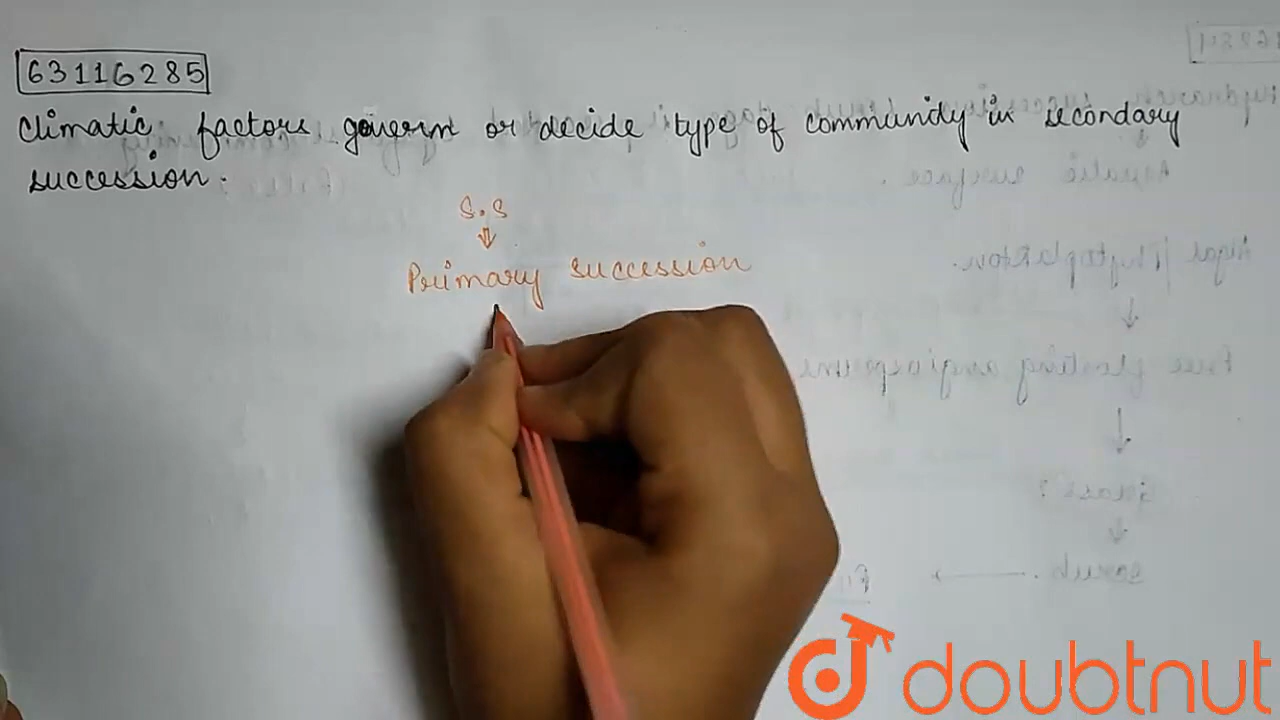 63116285
Climatic factors govern or decide type of community in secondary
succession.
S.S
Primary succession
doubtnut